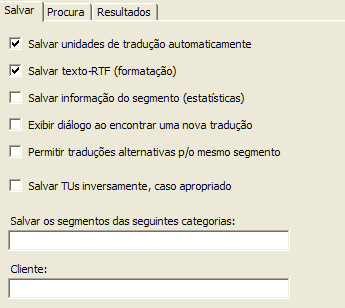 Salvar Procura Resultados
Salvar unidades de tradução automaticamente
Salvar texto-RTF (formatação)
Salvar informação do segmento (estatísticas)
Exibir diálogo ao encontrar uma nova tradução
Permitir traduções alternativas p/o mesmo segmento
Salvar TUs inversamente, caso apropriado
Salvar os segmentos das seguintes categorias:
Cliente: